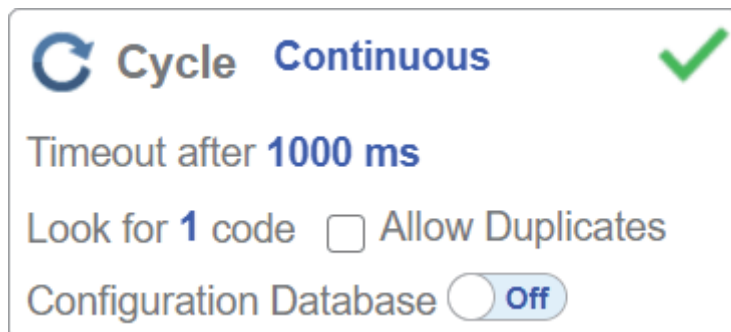 Cycle Continuous
Timeout after 1000 ms
Look for 1 code Allow Duplicates
Configuration Database Off